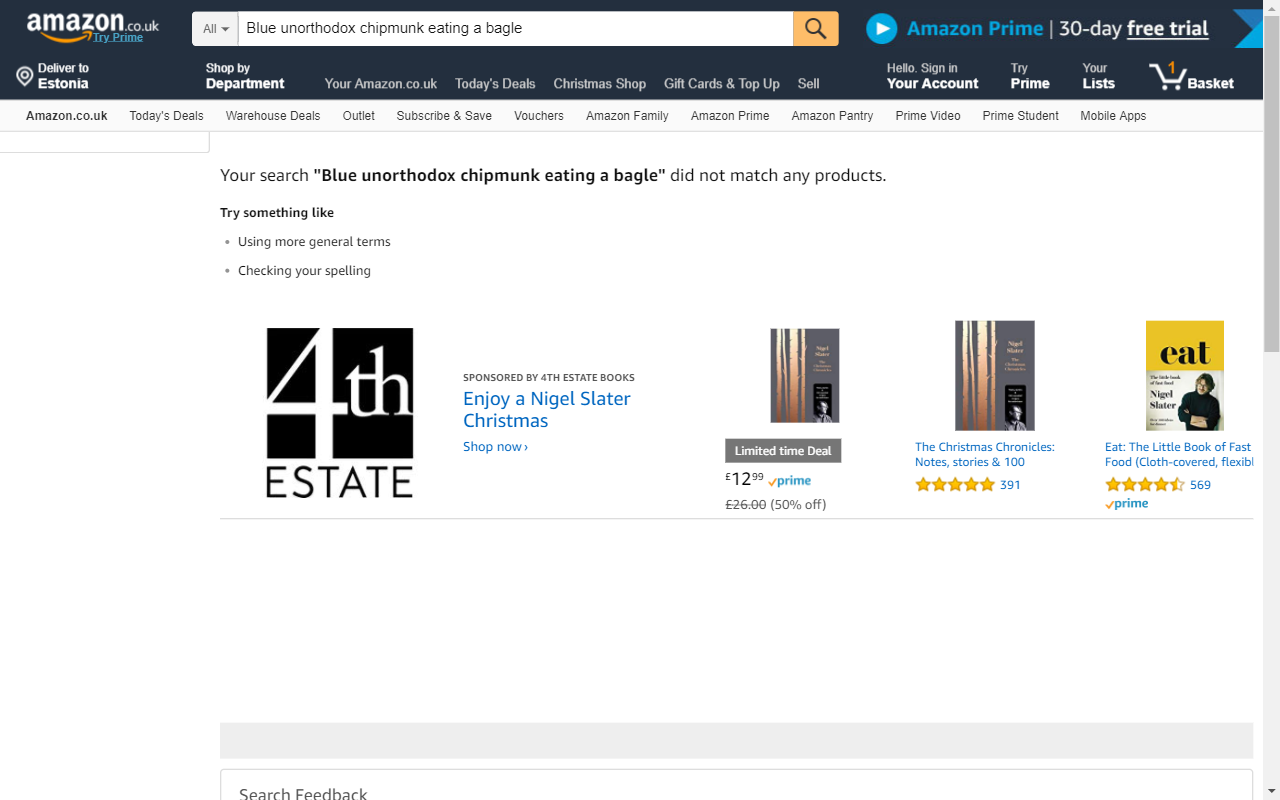 amazon.co.uk
Try Prime
All
Blue unorthodox chipmunk eating a bagle
Amazon Prime | 30-day free trial
Deliver to
Estonia
Shop by
Department
Your Amazon.co.uk
Today's Deals
Christmas Shop
Gift Cards & Top Up
Sell
Hello. Sign in
Your Account
Try
Prime
Your
Lists
1
Basket
Amazon.co.uk
Today's Deals
Warehouse Deals
Outlet
Subscribe & Save
Vouchers
Amazon Family
Amazon Prime
Amazon Pantry
Prime Video
Prime Student
Mobile Apps
Your search "Blue unorthodox chipmunk eating a bagle" did not match any products.
Try something like
Using more general terms
Checking your spelling
4th
ESTATE
SPONSORED BY 4TH ESTATE BOOKS
Enjoy a Nigel Slater
Christmas
Shop now ›
Nigel
Slater
The Christmas
Chronicles
Limited time Deal
£1299 prime
£26.00 (50% off)
Nigel
Slater
The Christmas
Chronicles
The Christmas Chronicles:
Notes, stories & 100
391
eat
The little book
of fast food
Nigel
Slater
Eat: The Little Book of Fast
Food (Cloth-covered, flexibl
569
prime
Search Feedback